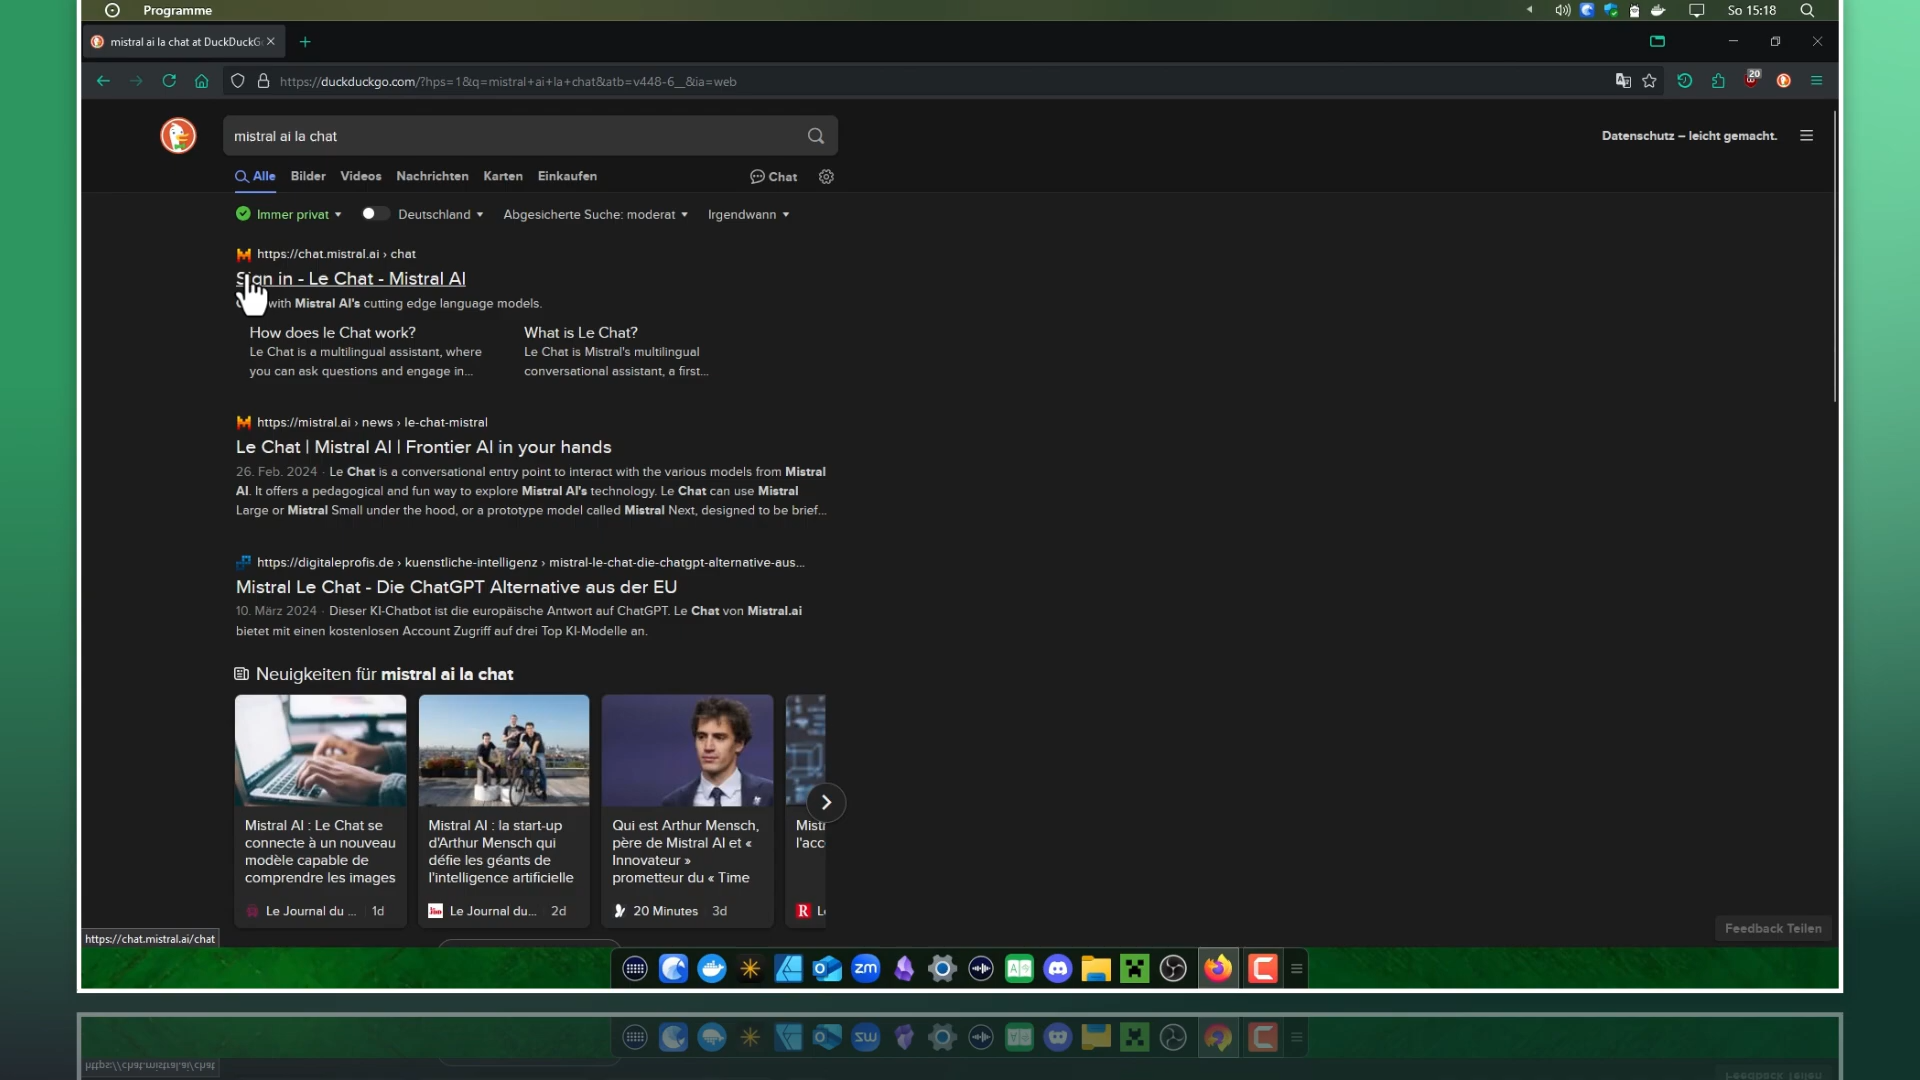 Programme
So 15:18
mistral ai la chat at DuckDuckG
https://duckduckgo.com/?hps=1&q=mistral+ai+la+chat&atb=v448-6__&ia=web
20
mistral ai la chat
Datenschutz – leicht gemacht.
Alle
Bilder
Videos
Nachrichten
Karten
Einkaufen
Chat
Immer privat
Deutschland
Abgesicherte Suche: moderat
Irgendwann
https://chat.mistral.ai › chat
Sign in - Le Chat - Mistral AI
with Mistral AI's cutting edge language models.
How does le Chat work?
Le Chat is a multilingual assistant, where
you can ask questions and engage in...
What is Le Chat?
Le Chat is Mistral's multilingual
conversational assistant, a first...
https://mistral.ai › news › le-chat-mistral
Le Chat | Mistral AI | Frontier AI in your hands
26. Feb. 2024 · Le Chat is a conversational entry point to interact with the various models from Mistral
AI. It offers a pedagogical and fun way to explore Mistral AI's technology. Le Chat can use Mistral
Large or Mistral Small under the hood, or a prototype model called Mistral Next, designed to be brief...
https://digitaleprofis.de › kuenstliche-intelligenz › mistral-le-chat-die-chatgpt-alternative-aus...
Mistral Le Chat - Die ChatGPT Alternative aus der EU
10. März 2024 · Dieser KI-Chatbot ist die europäische Antwort auf ChatGPT. Le Chat von Mistral.ai
bietet mit einen kostenlosen Account Zugriff auf drei Top KI-Modelle an.
Neuigkeiten für mistral ai la chat
Mistral AI : Le Chat se
connecte à un nouveau
modèle capable de
comprendre les images
Le Journal du ... 1d
Mistral AI : la start-up
d'Arthur Mensch qui
défie les géants de
l'intelligence artificielle
Le Journal du... 2d
Qui est Arthur Mensch,
père de Mistral AI et «
Innovateur »
prometteur du « Time
20 Minutes 3d
l'acc
Feedback Teilen
https://chat.mistral.ai/chat
zm